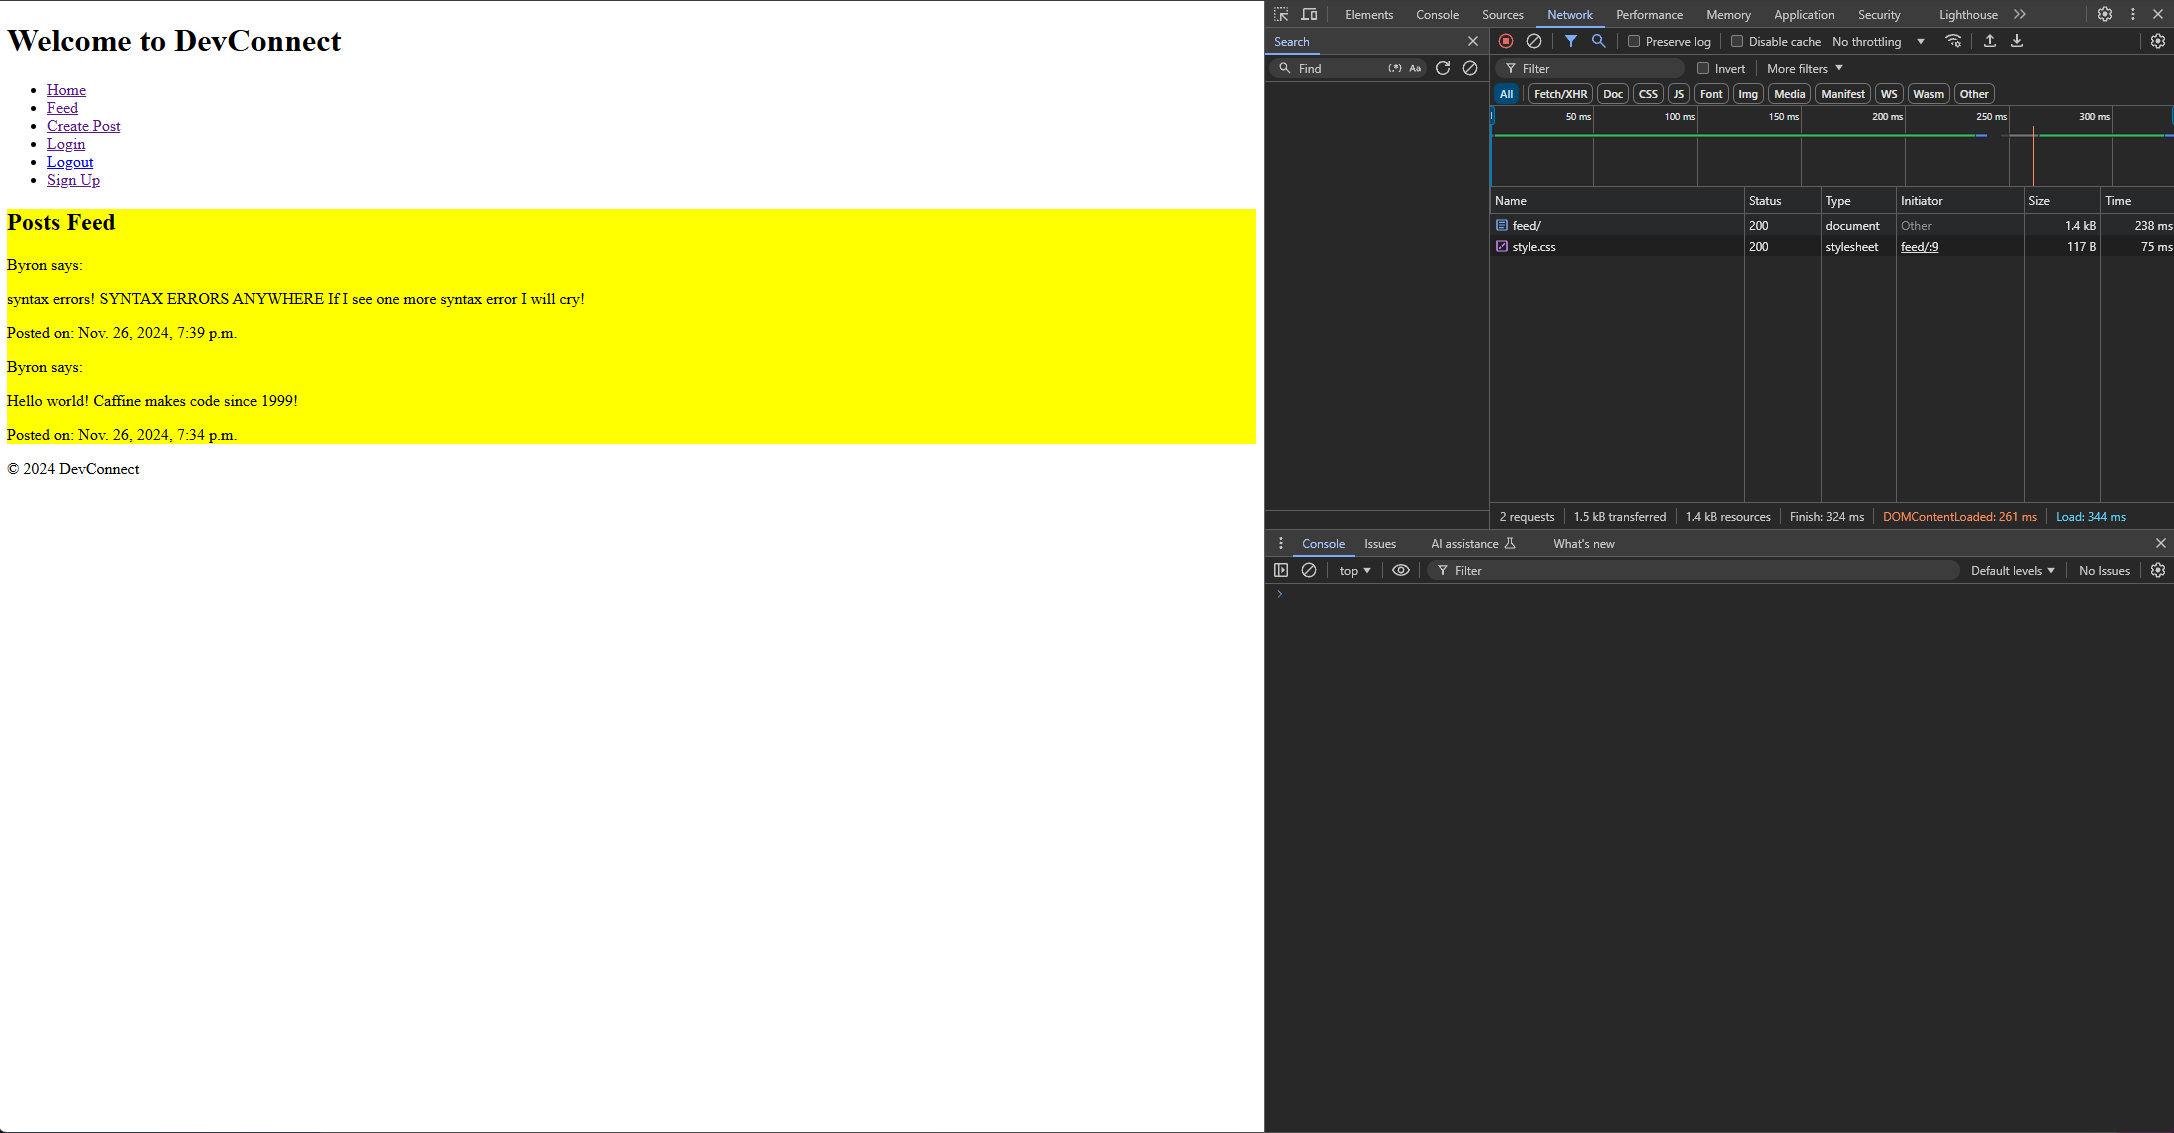 Welcome to DevConnect
Home
Feed
Create Post
Login
Logout
Sign Up
Posts Feed
Byron says:
syntax errors! SYNTAX ERRORS ANYWHERE If I see one more syntax error I will cry!
Posted on: Nov. 26, 2024, 7:39 p.m.
Byron says:
Hello world! Caffine makes code since 1999!
Posted on: Nov. 26, 2024, 7:34 p.m.
© 2024 DevConnect
Elements Console Sources Network Performance Memory Application Security Lighthouse
Search
Preserve log Disable cache No throttling
Find (.*) Aa
Filter Invert More filters
All Fetch/XHR Doc CSS JS Font Img Media Manifest WS Wasm Other
50 ms 100 ms 150 ms 200 ms 250 ms 300 ms
Name Status Type Initiator Size Time
feed/ 200 document Other 1.4 kB 238 ms
style.css 200 stylesheet feed/:9 117 B 75 ms
2 requests 1.5 kB transferred 1.4 kB resources Finish: 324 ms DOMContentLoaded: 261 ms Load: 344 ms
Console Issues AI assistance What's new
top Filter Default levels No Issues